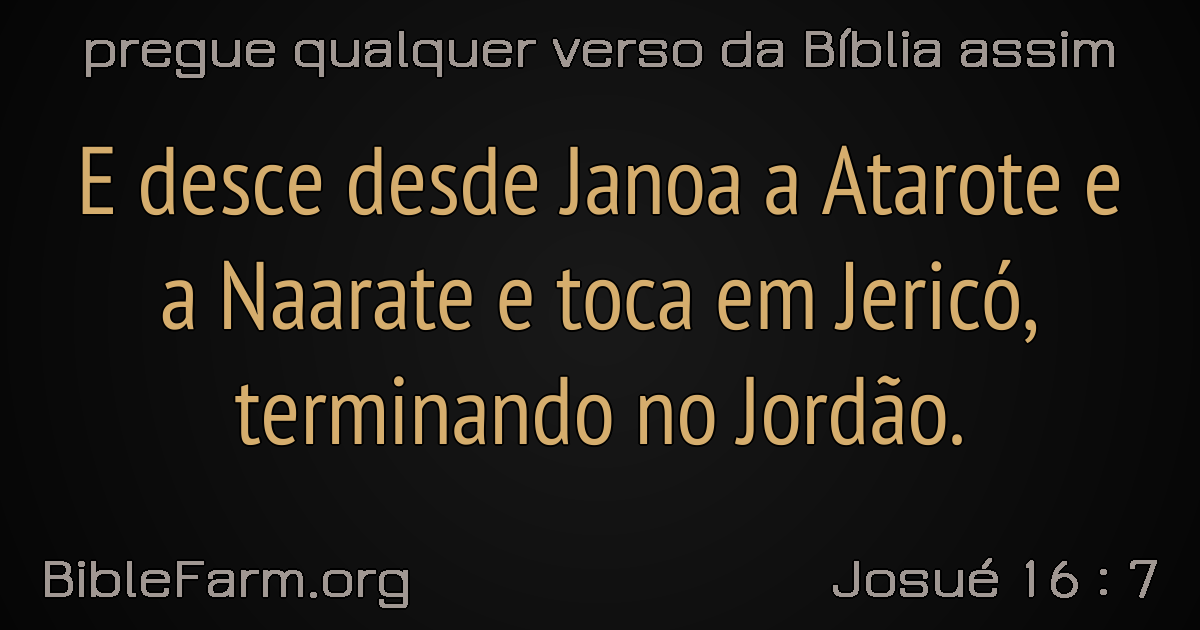 pregue qualquer verso da Bíblia assim
E desce desde Janoa a Atarote e
a Naarate e toca em Jericó,
terminando no Jordão.
BibleFarm.org
Josué 16 : 7